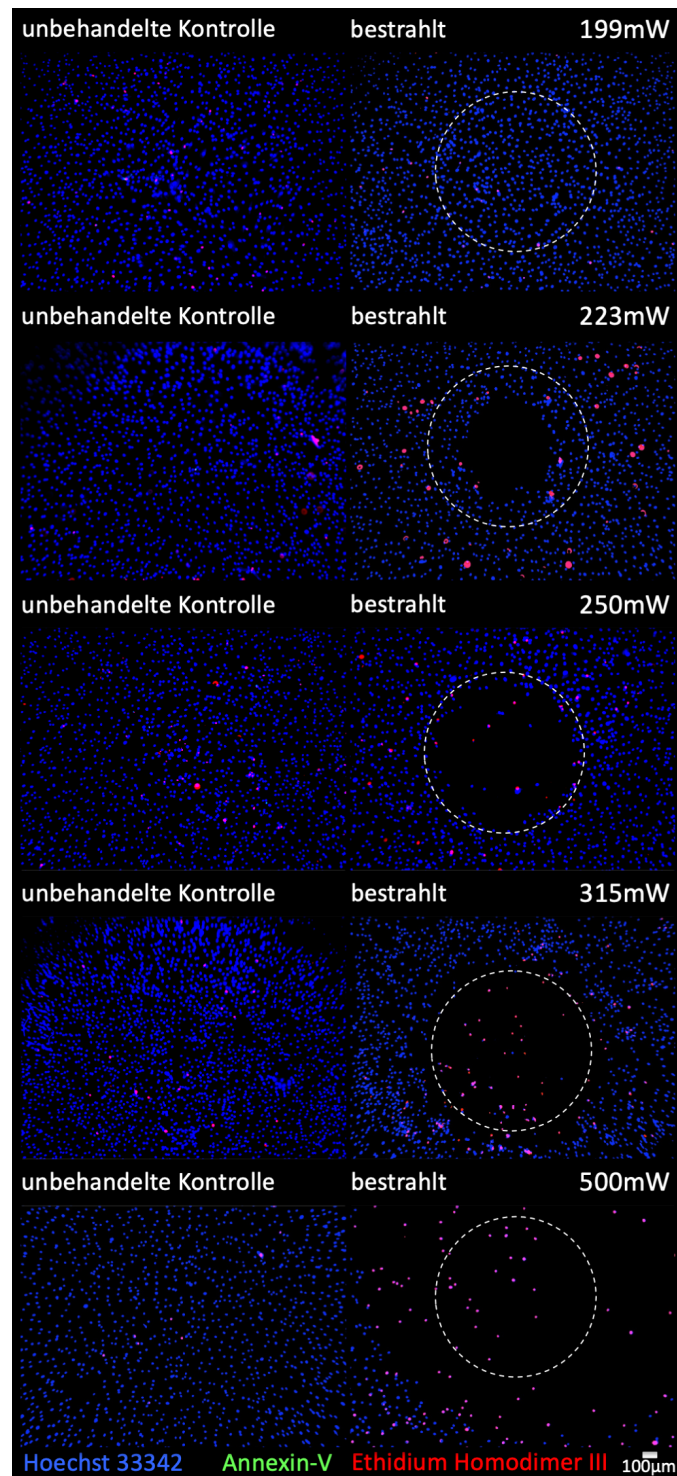 unbehandelte Kontrolle bestrahlt 199mW
unbehandelte Kontrolle bestrahlt 223mW
unbehandelte Kontrolle bestrahlt 250mW
unbehandelte Kontrolle bestrahlt 315mW
unbehandelte Kontrolle bestrahlt 500mW
Hoechst 33342 Annexin-V Ethidium Homodimer III 100µm